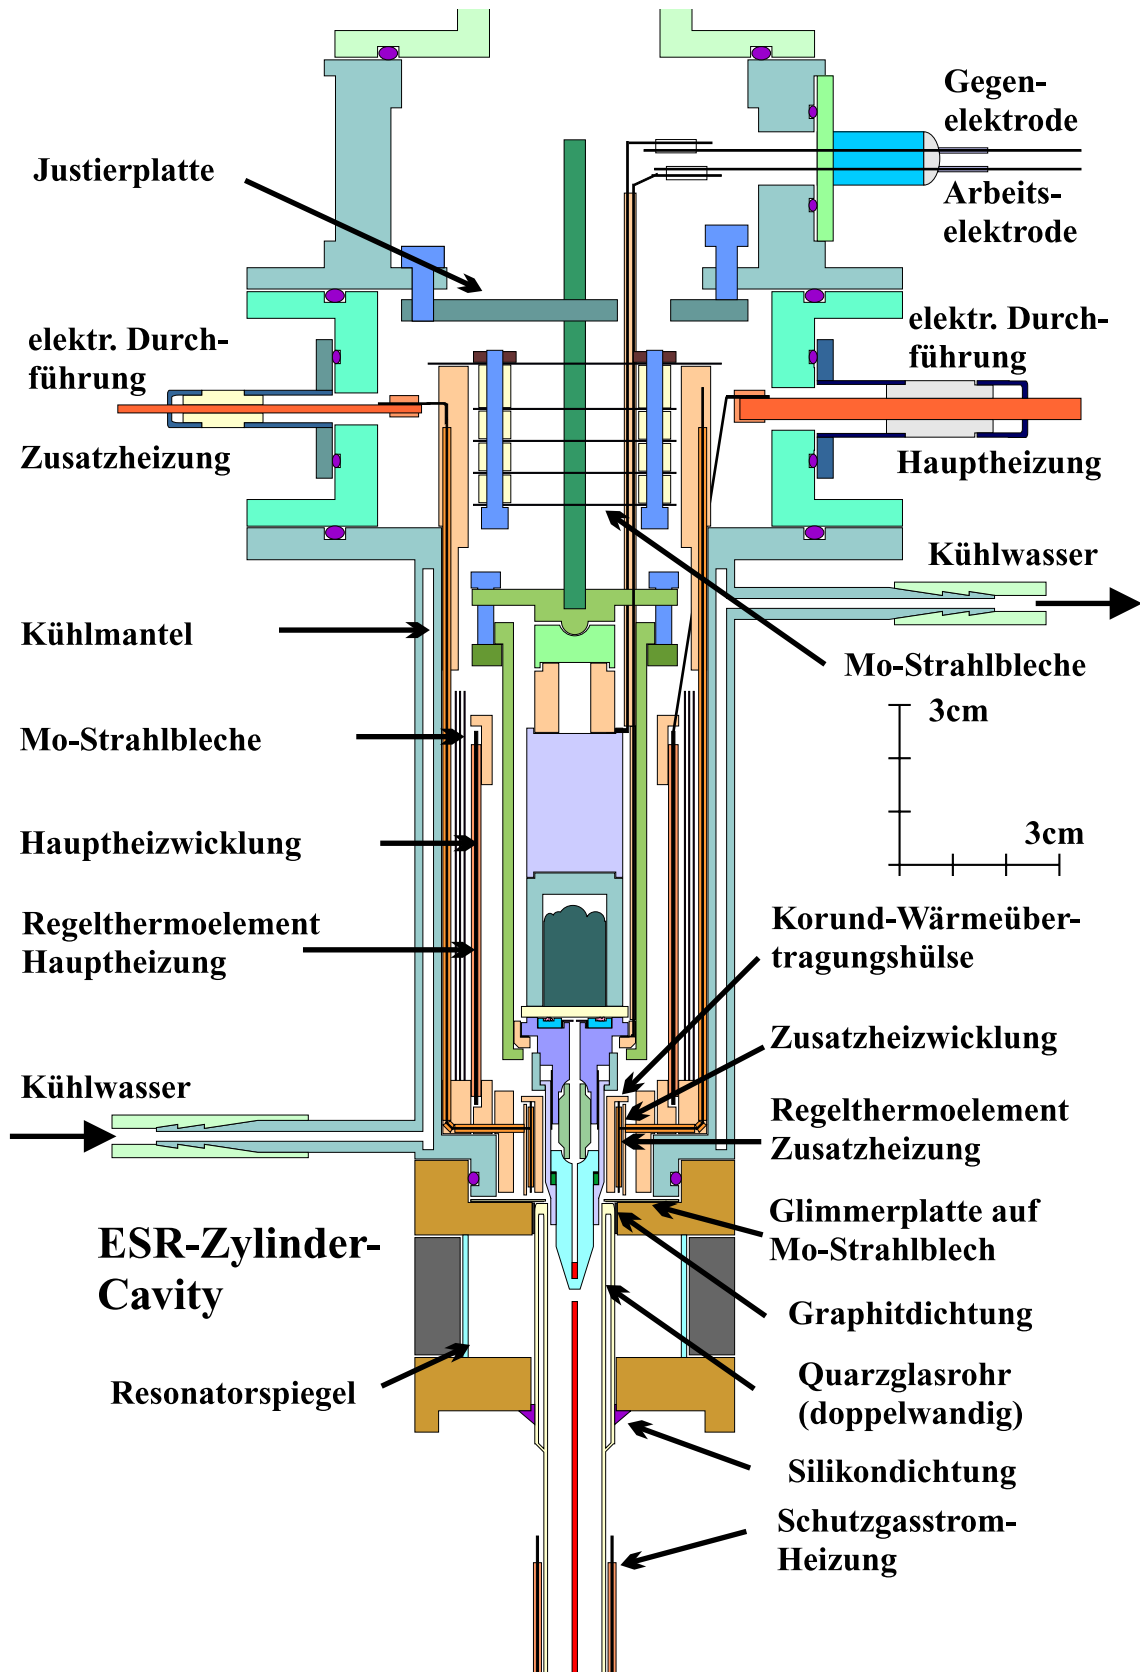 Gegen-
elektrode
Justierplatte
Arbeits-
elektrode
elektr. Durch-
führung
elektr. Durch-
führung
Zusatzheizung
Hauptheizung
Kühlwasser
Kühlmantel
Mo-Strahlbleche
3cm
Mo-Strahlbleche
3cm
Hauptheizwicklung
Regelthermoelement
Hauptheizung
Korund-Wärmeüber-
tragungshülse
Zusatzheizwicklung
Kühlwasser
Regelthermoelement
Zusatzheizung
Glimmerplatte auf
Mo-Strahlblech
ESR-Zylinder-
Cavity
Graphitdichtung
Resonatorspiegel
Quarzglasrohr
(doppelwandig)
Silikondichtung
Schutzgasstrom-
Heizung